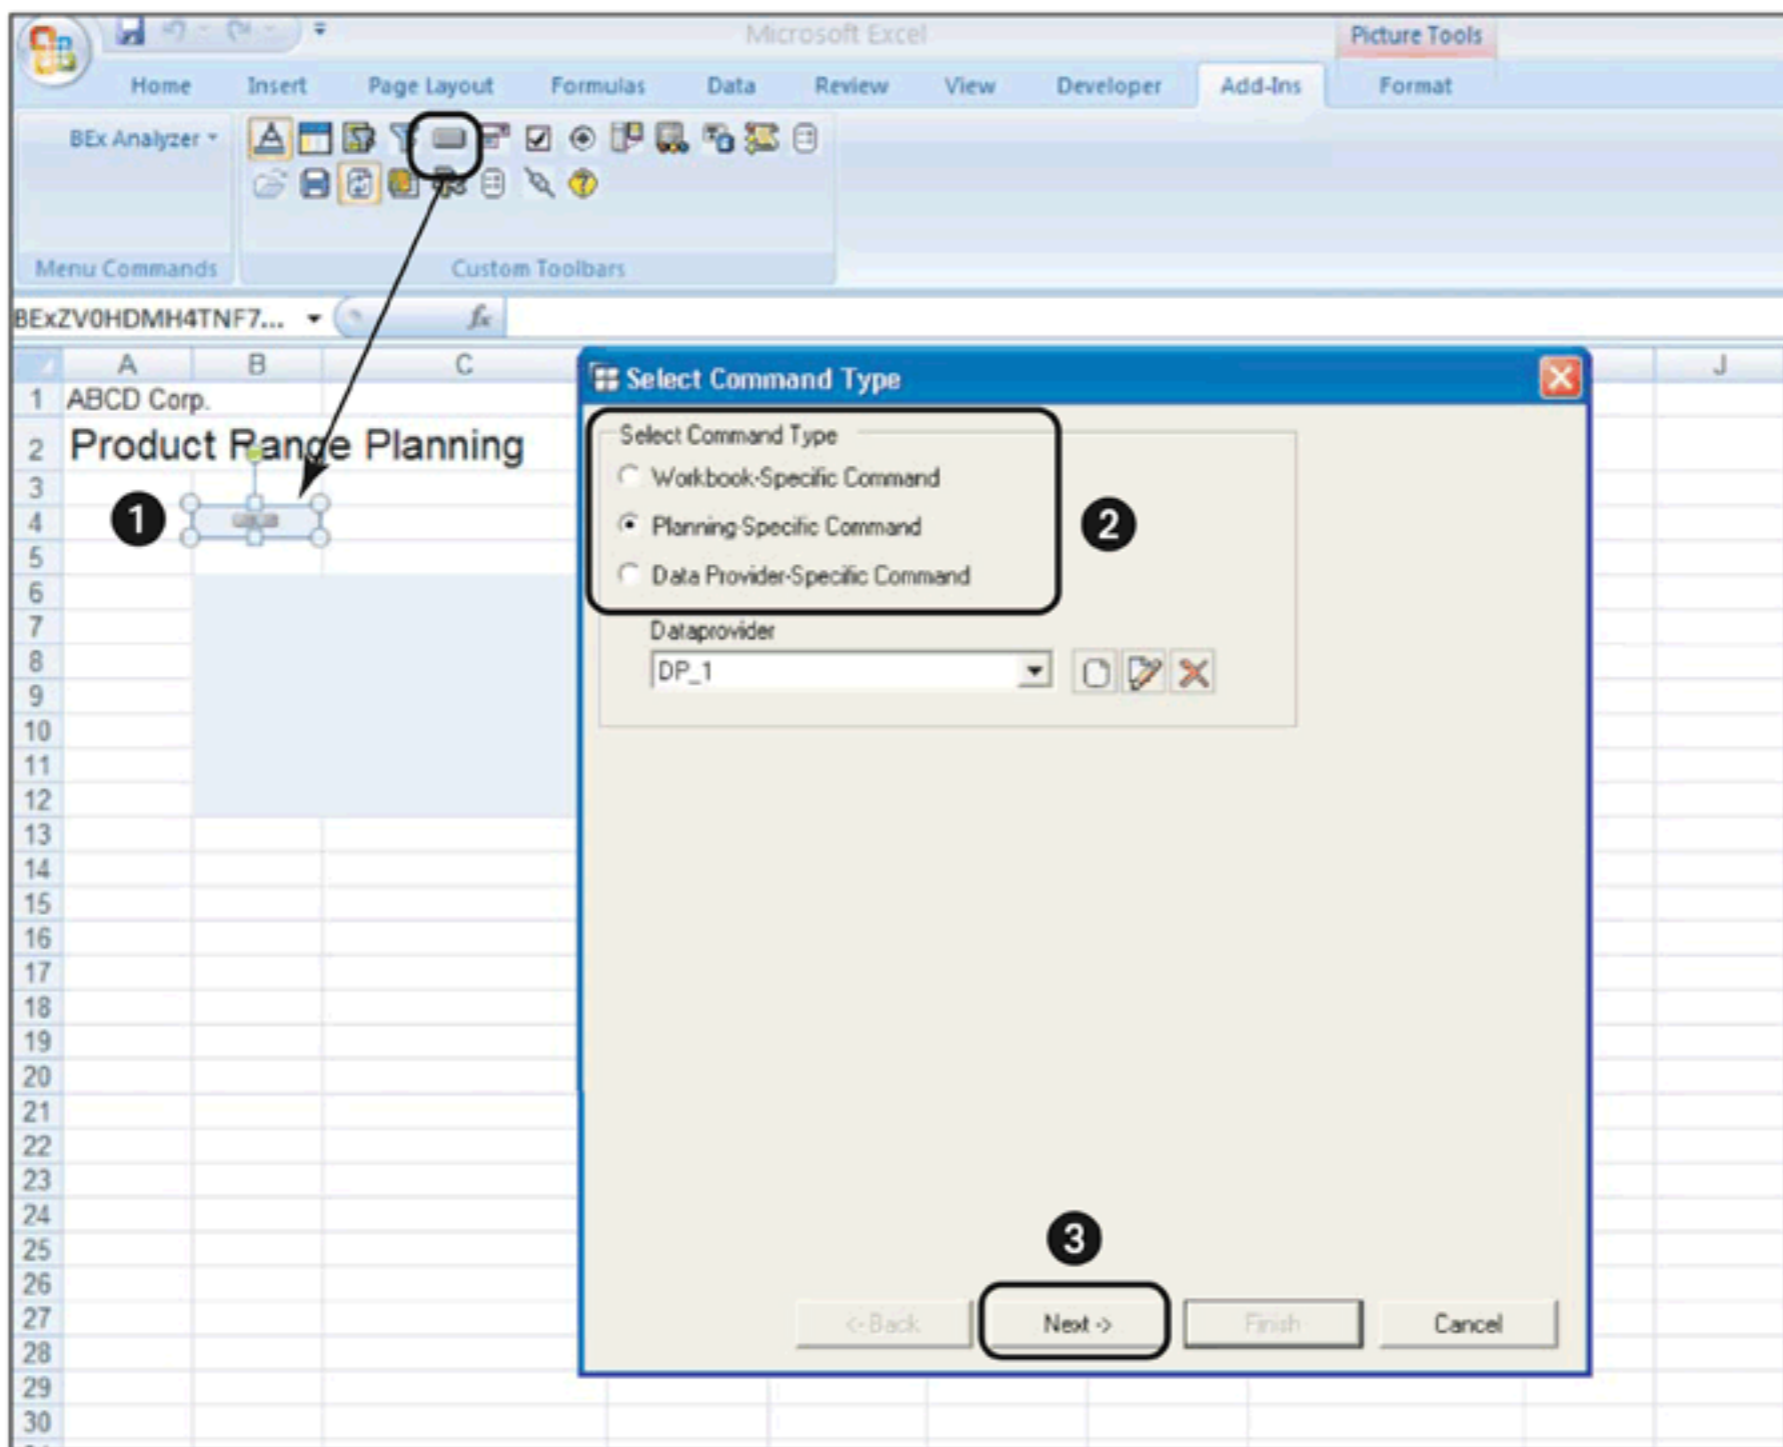 Microsoft Excel
Picture Tools
Home Insert Page Layout Formulas Data Review View Developer Add-Ins Format
BEx Analyzer
Menu Commands
Custom Toolbars
BExZV0HDMH4TNF7...
fx
A B C J
1 ABCD Corp.
2 Product Range Planning
3
4
5
6
7
8
9
10
11
12
13
14
15
16
17
18
19
20
21
22
23
24
25
26
27
28
29
30
1
Select Command Type
Select Command Type
Workbook-Specific Command
Planning-Specific Command
Data Provider-Specific Command
2
Dataprovider
DP_1
3
<- Back
Next ->
Finish
Cancel